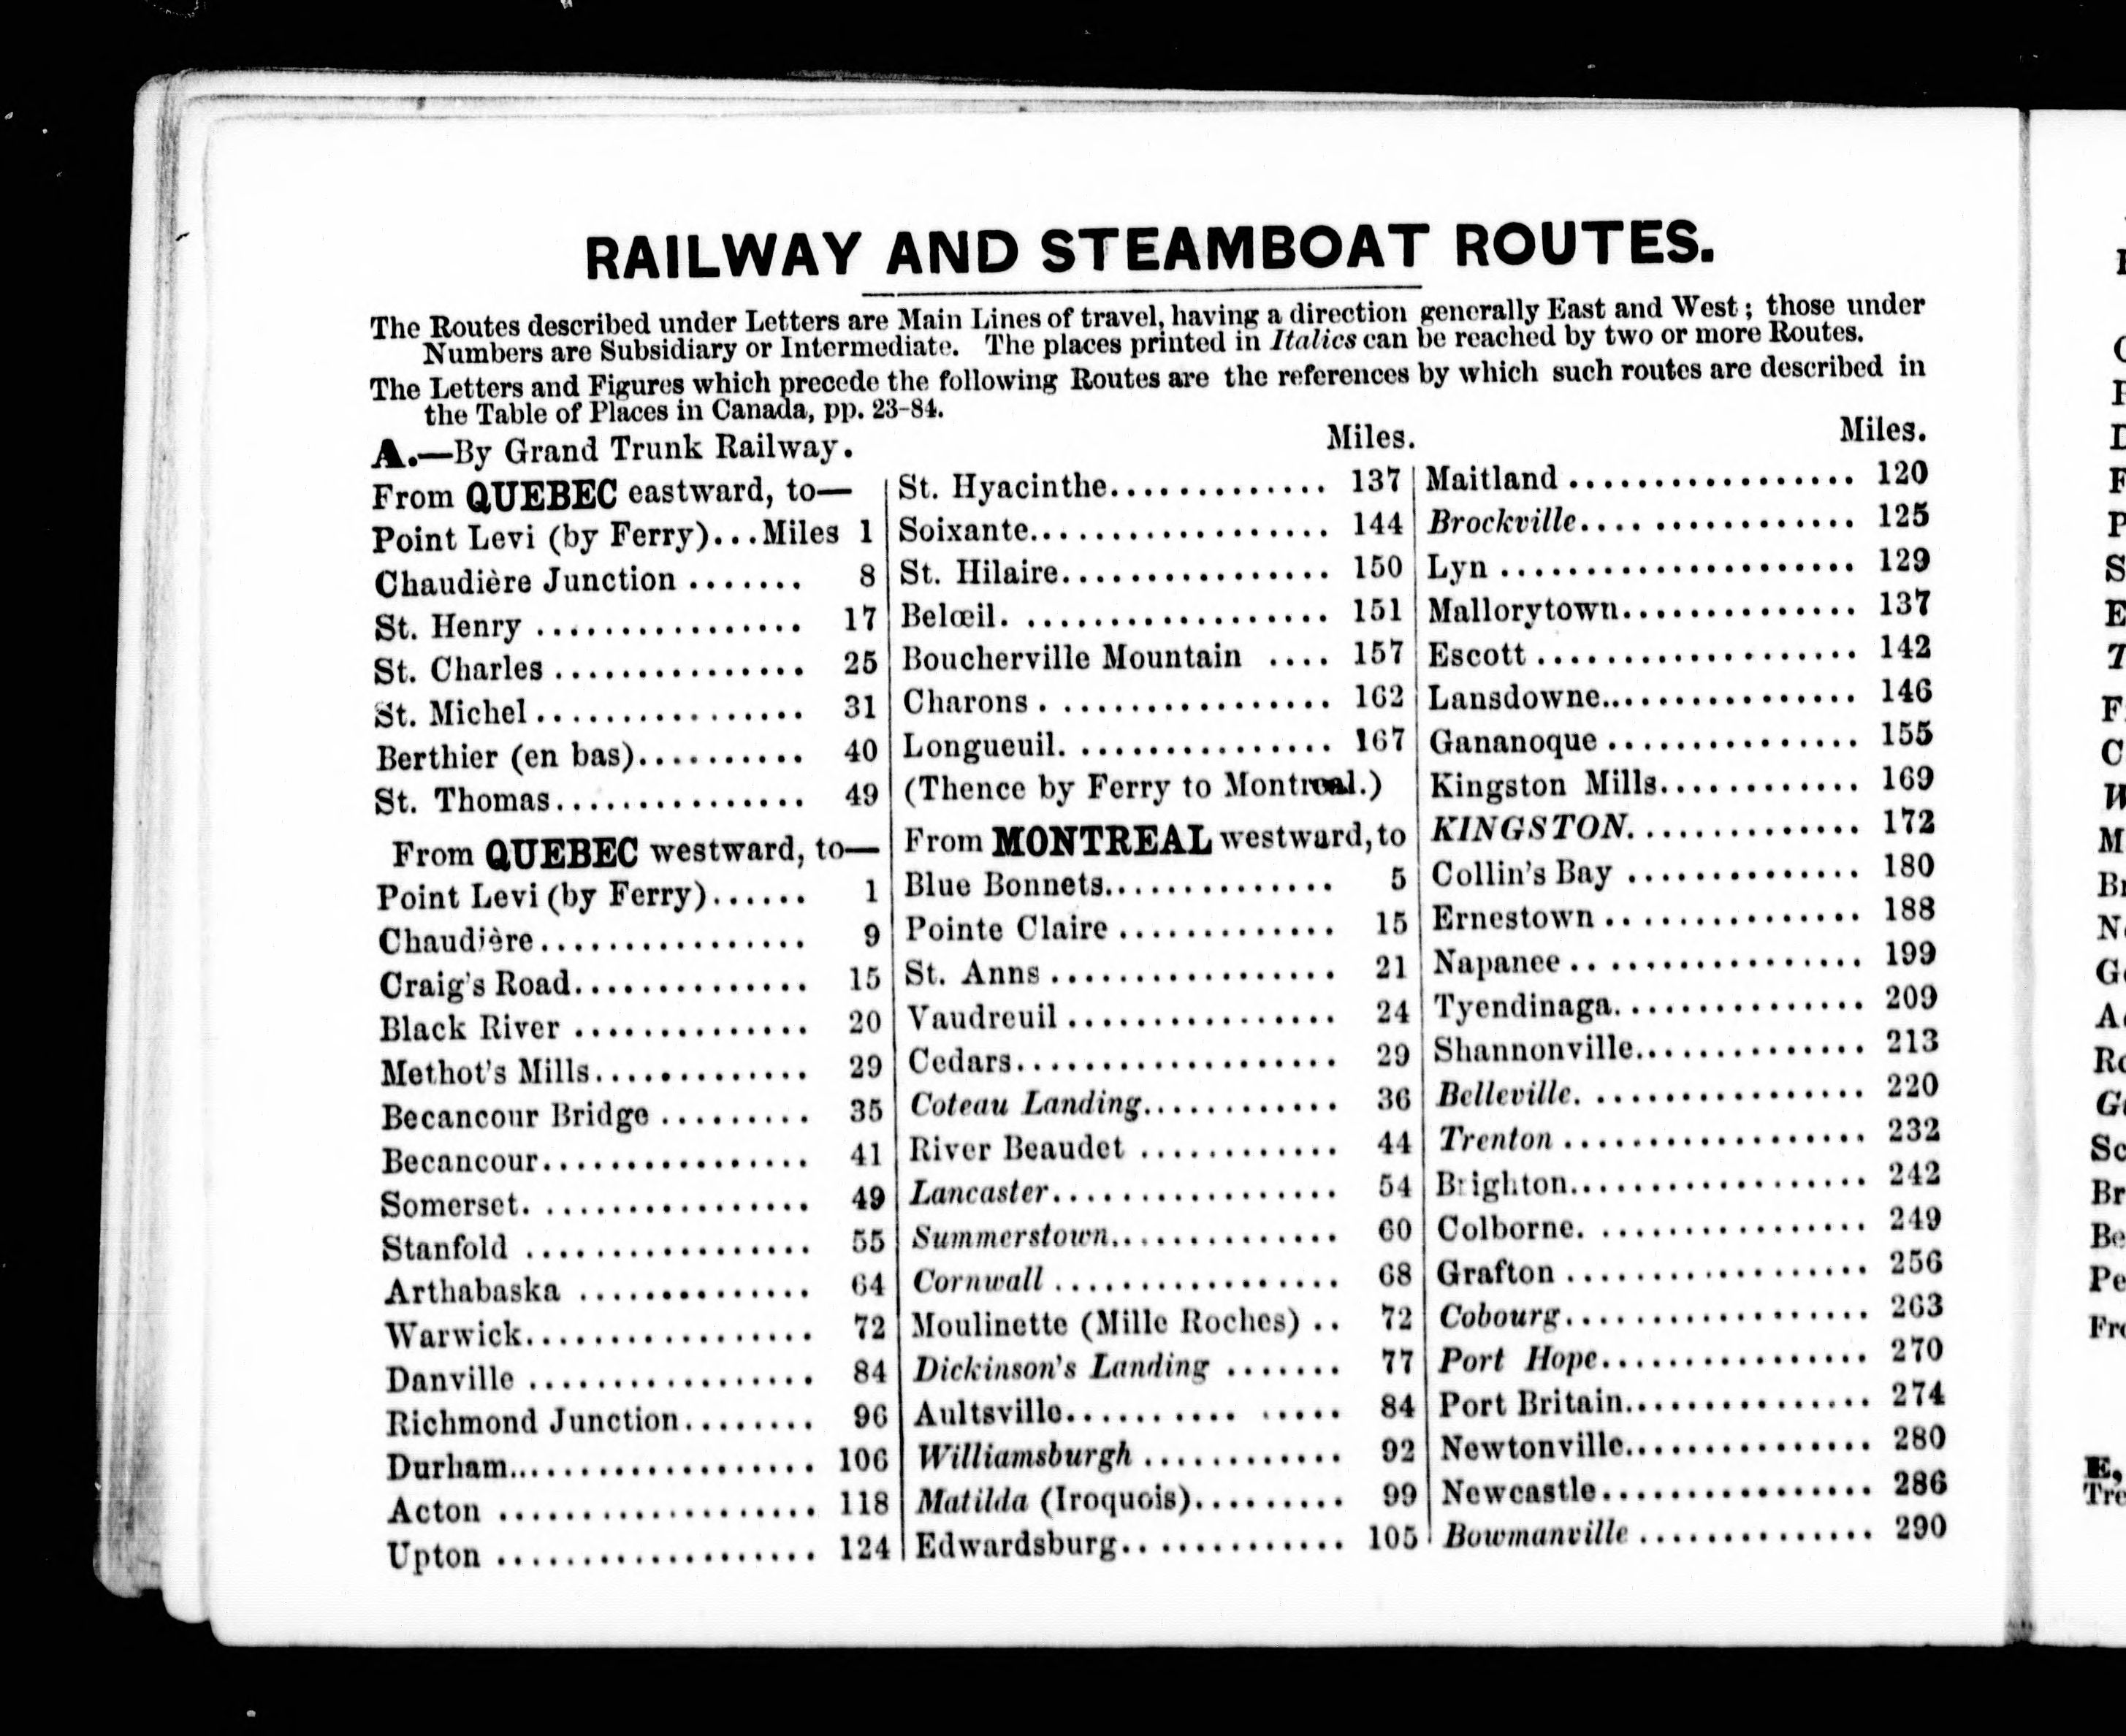 RAILWAY AND STEAMBOAT ROUTES.
The Routes described under Letters are Main Lines of travel, having a direction generally East and West; those under
Numbers are Subsidiary or Intermediate. The places printed in Italics can be reached by two or more Routes.
The Letters and Figures which precede the following Routes are the references by which such routes are described in
the Table of Places in Canada, pp. 23-84.
A.—By Grand Trunk Railway.
From QUEBEC eastward, to—
Point Levi (by Ferry)...Miles 1
Chaudière Junction ....... 8
St. Henry ................ 17
St. Charles ............... 25
St. Michel ................ 31
Berthier (en bas).......... 40
St. Thomas............... 49
From QUEBEC westward, to—
Point Levi (by Ferry)...... 1
Chaudière................ 9
Craig's Road.............. 15
Black River .............. 20
Methot's Mills............. 29
Becancour Bridge ......... 35
Becancour................ 41
Somerset. ................ 49
Stanfold ................. 55
Arthabaska .............. 64
Warwick................. 72
Danville ................. 84
Richmond Junction........ 96
Durham.................. 106
Acton ................... 118
Upton ................... 124
Miles.
St. Hyacinthe............. 137
Soixante.................. 144
St. Hilaire................ 150
Belœil. .................. 151
Boucherville Mountain .... 157
Charons . ................ 162
Longueuil. ............... 167
(Thence by Ferry to Montreal.)
From MONTREAL westward, to
Blue Bonnets.............. 5
Pointe Claire ............. 15
St. Anns ................. 21
Vaudreuil ................ 24
Cedars................... 29
Coteau Landing............ 36
River Beaudet ............ 44
Lancaster................. 54
Summerstown.............. 60
Cornwall ................. 68
Moulinette (Mille Roches) .. 72
Dickinson's Landing ....... 77
Aultsville.......... ..... 84
Williamsburgh ............ 92
Matilda (Iroquois)......... 99
Edwardsburg............. 105
Miles.
Maitland ................. 120
Brockville................ 125
Lyn ..................... 129
Mallorytown.............. 137
Escott ................... 142
Lansdowne............... 146
Gananoque ............... 155
Kingston Mills............ 169
KINGSTON. ............. 172
Collin's Bay .............. 180
Ernestown ............... 188
Napanee ................. 199
Tyendinaga. .............. 209
Shannonville.............. 213
Belleville. ................ 220
Trenton .................. 232
Brighton.................. 242
Colborne. ................ 249
Grafton .................. 256
Cobourg.................. 263
Port Hope................ 270
Port Britain............... 274
Newtonville............... 280
Newcastle................ 286
Bowmanville .............. 290